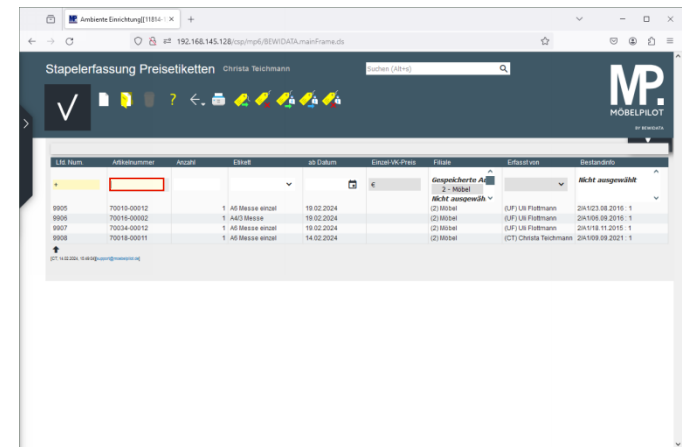 Ambiente Einrichtung[[11814-
192.168.145.128/csp/mp6/BEWIDATA.mainFrame.ds
Stapelerfassung Preisetiketten Christa Teichmann
Suchen (Alt+s)
MP.
MÖBELPILOT
BY BEWIDATA
Lfd. Num. Artikelnummer Anzahl Etikett ab Datum Einzel-VK-Preis Filiale Erfasst von Bestandinfo
+ € Gespeicherte Au Nicht ausgewählt
2 - Möbel
Nicht ausgewäh
9905 70019-00012 1 A6 Messe einzel 19.02.2024 (2) Möbel (UF) Uli Flottmann 2/A1/23.08.2016 : 1
9906 70016-00002 1 A4/3 Messe 19.02.2024 (2) Möbel (UF) Uli Flottmann 2/A1/06.09.2016 : 1
9907 70034-00012 1 A6 Messe einzel 19.02.2024 (2) Möbel (UF) Uli Flottmann 2/A1/18.11.2015 : 1
9908 70018-00011 1 A6 Messe einzel 14.02.2024 (2) Möbel (CT) Christa Teichmann 2/A1/09.09.2021 : 1